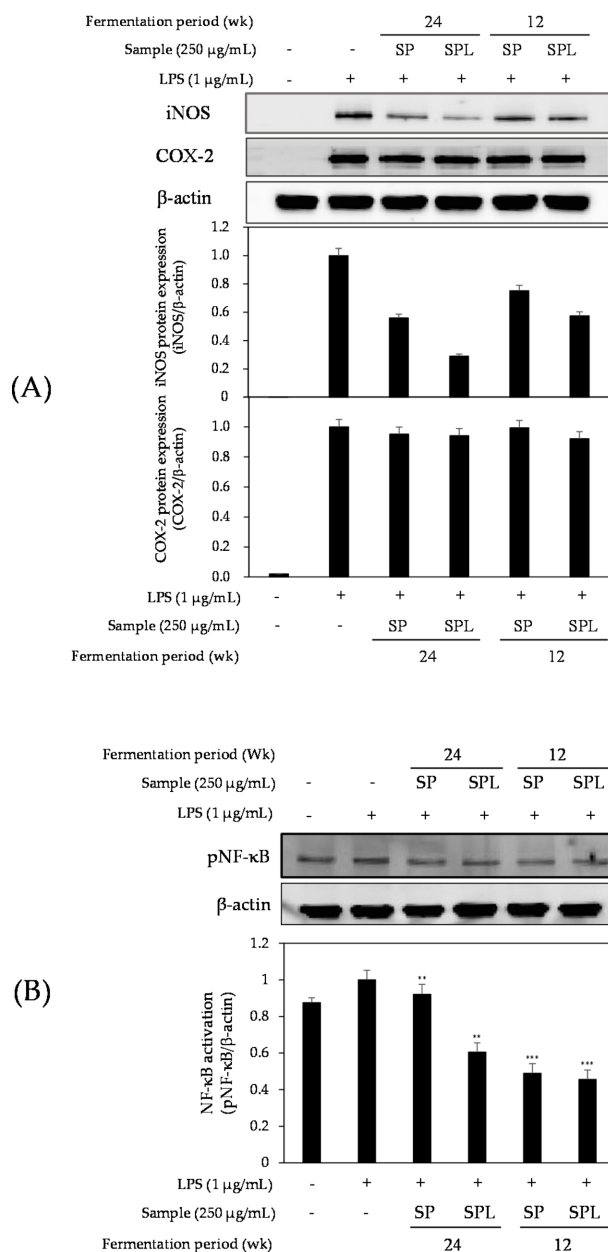 Fermentation period (wk) 24 12
Sample (250 μg/mL) - - SP SPL SP SPL
LPS (1 μg/mL) - + + + + +
iNOS
COX-2
β-actin
iNOS protein expression
(iNOS/β-actin)
1.2
1.0
0.8
0.6
0.4
0.2
0
(A)
COX-2 protein expression
(COX-2/β-actin)
1.0
0.8
0.6
0.4
0.2
0.0
LPS (1 μg/mL) - + + + + +
Sample (250 μg/mL) - - SP SPL SP SPL
Fermentation period (wk) 24 12
Fermentation period (Wk) 24 12
Sample (250 μg/mL) - - SP SPL SP SPL
LPS (1 μg/mL) - + + + + +
pNF-κB
β-actin
(B)
NF-κB activation
(pNF-κB/β-actin)
1.2
1
0.8
0.6
0.4
0.2
0
** ** *** ***
LPS (1 μg/mL) - + + + + +
Sample (250 μg/mL) - - SP SPL SP SPL
Fermentation period (wk) 24 12